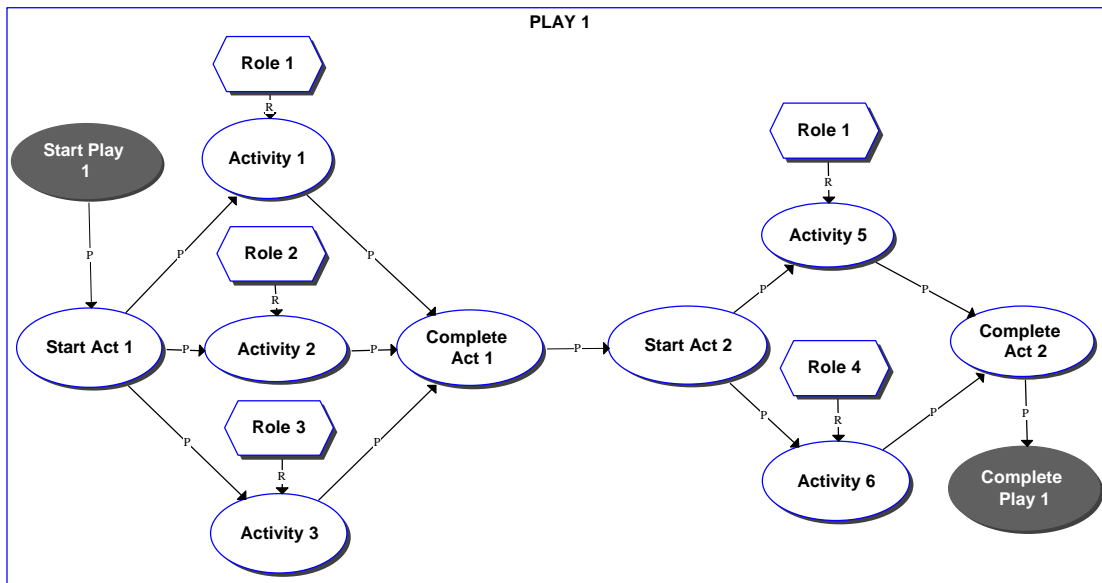 PLAY 1
Role 1
R
Activity 1
Start Play
1
P
P
P
Role 2
R
Start Act 1
P
Activity 2
P
Complete
Act 1
P
Role 3
R
P
P
Activity 3
Role 1
R
Activity 5
P
P
Start Act 2
Complete
Act 2
Role 4
R
P
P
P
Activity 6
Complete
Play 1